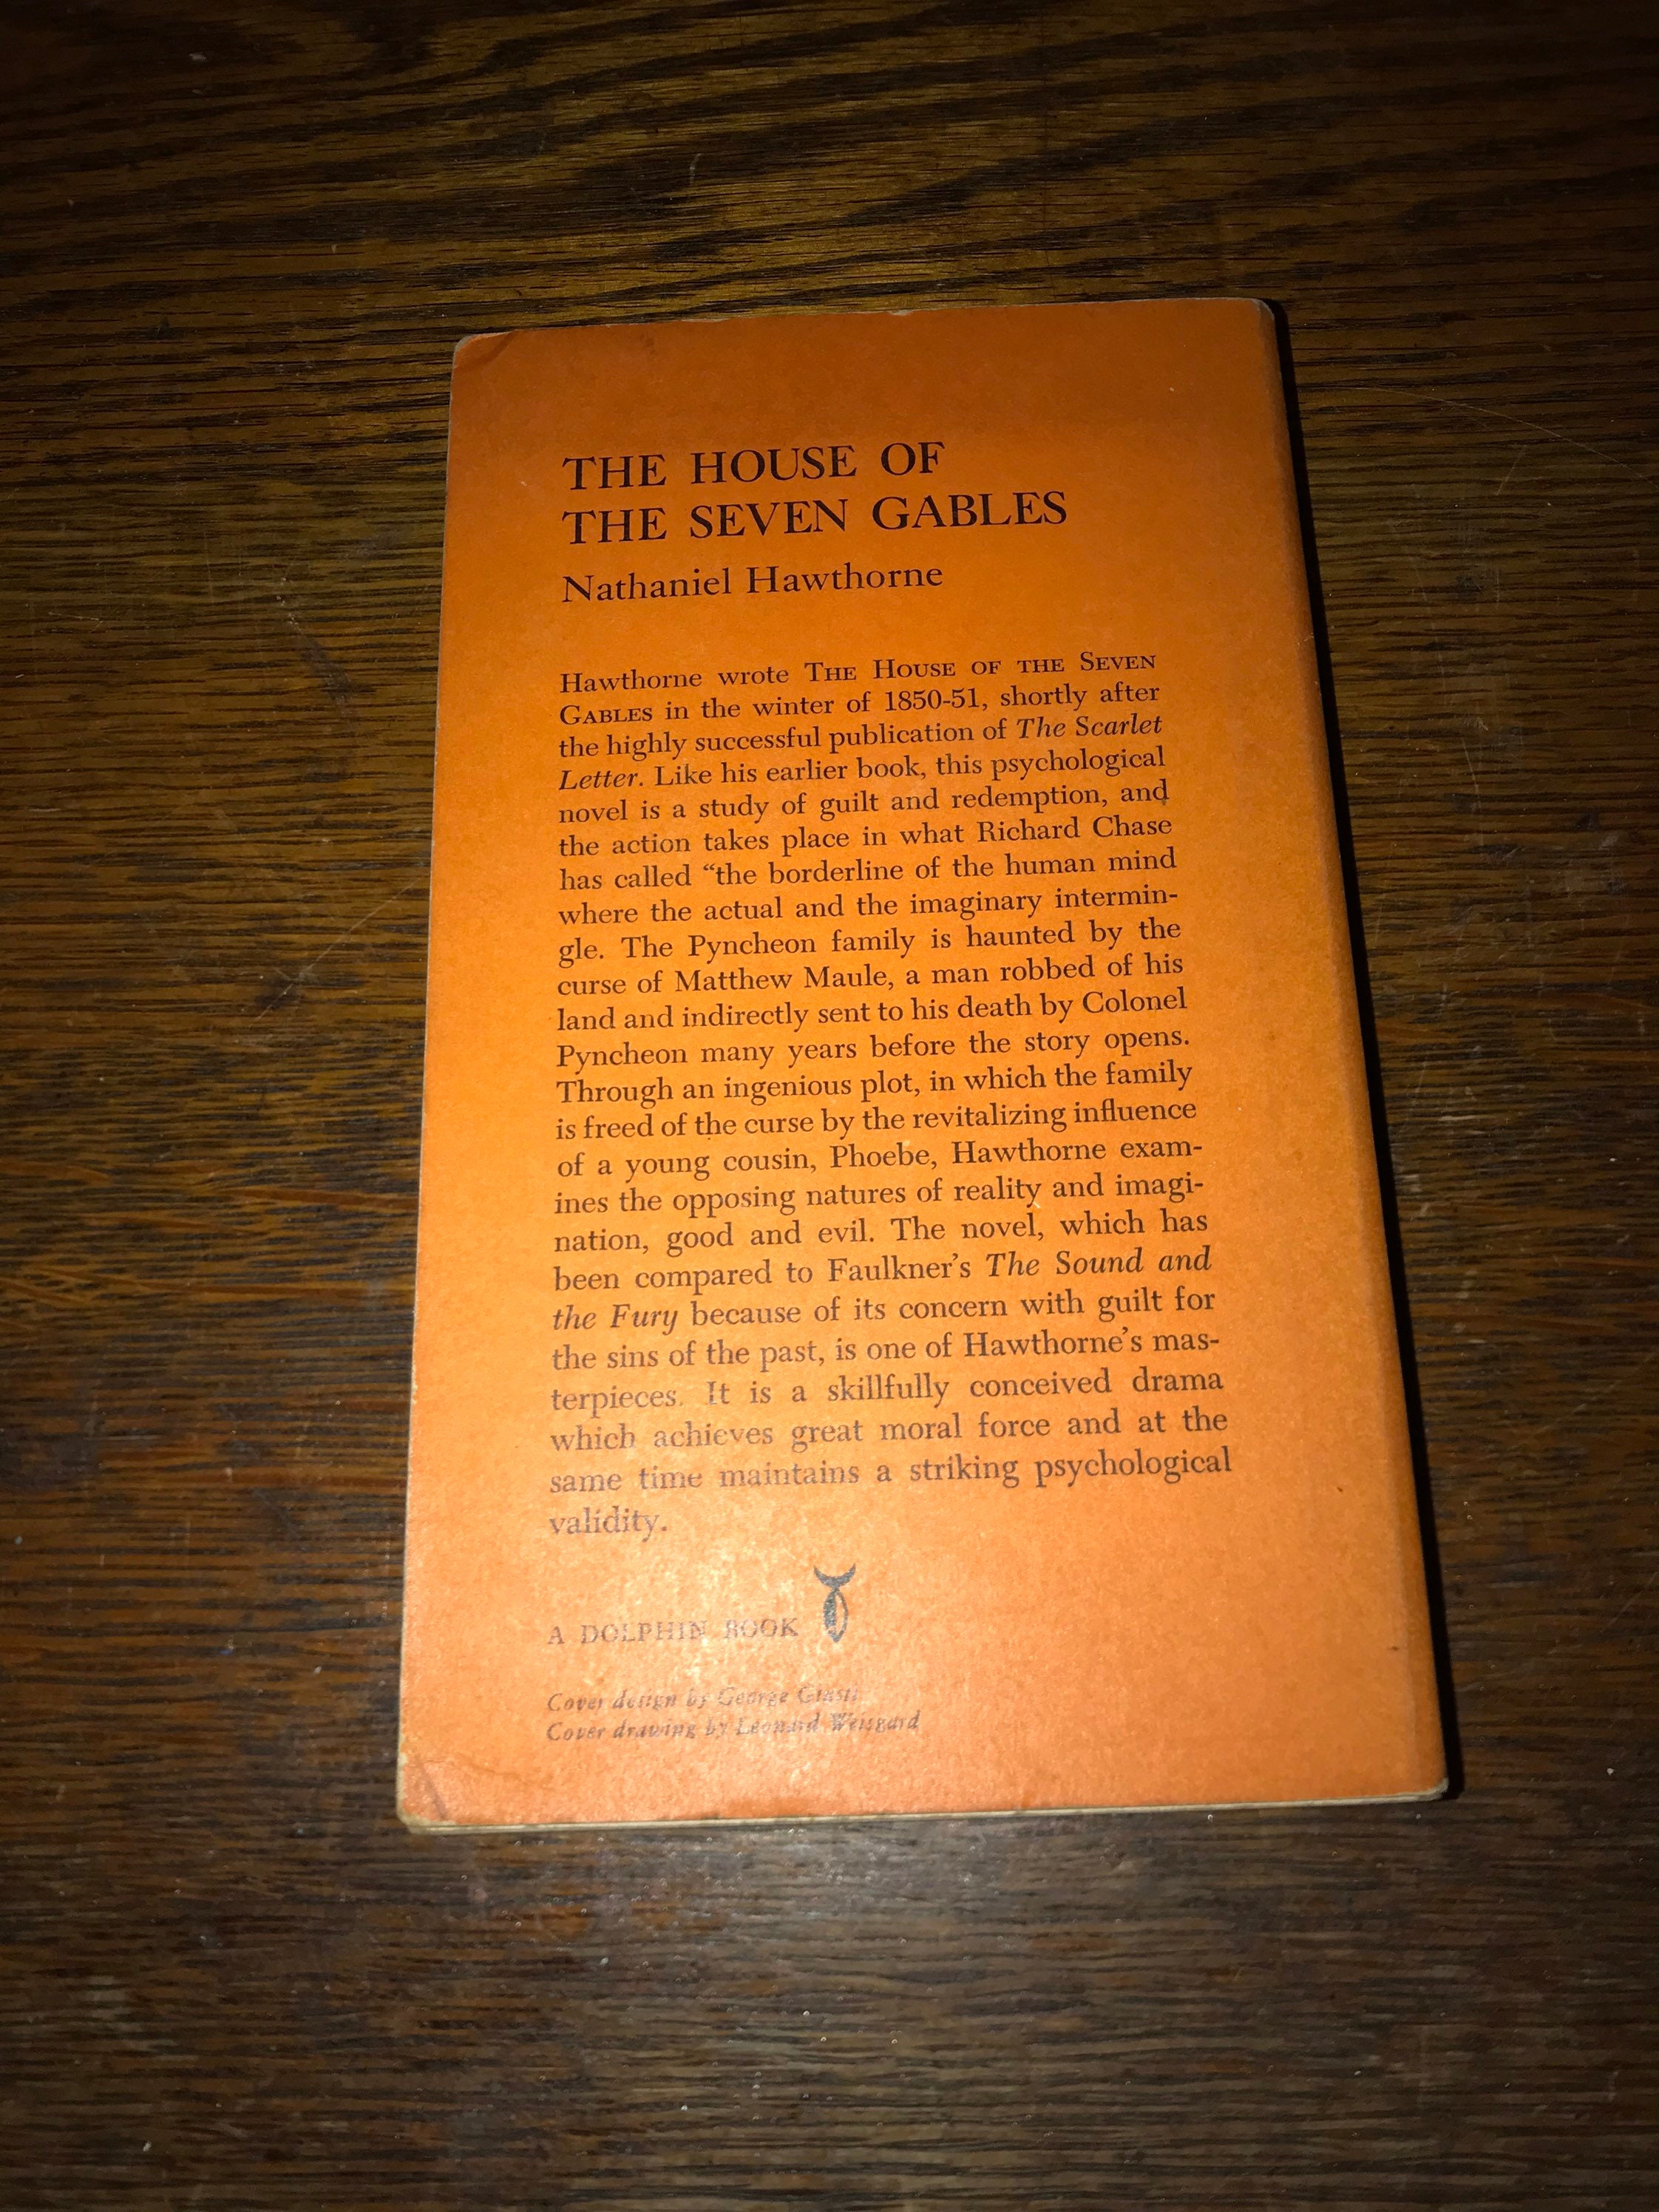 THE HOUSE OF
THE SEVEN GABLES
Nathaniel Hawthorne
Hawthorne wrote THE HOUSE OF THE SEVEN
GABLES in the winter of 1850-51, shortly after
the highly successful publication of The Scarlet
Letter. Like his earlier book, this psychological
novel is a study of guilt and redemption, and
the action takes place in what Richard Chase
has called “the borderline of the human mind
where the actual and the imaginary intermin-
gle. The Pyncheon family is haunted by the
curse of Matthew Maule, a man robbed of his
land and indirectly sent to his death by Colonel
Pyncheon many years before the story opens.
Through an ingenious plot, in which the family
is freed of the curse by the revitalizing influence
of a young cousin, Phoebe, Hawthorne exam-
ines the opposing natures of reality and imagi-
nation, good and evil. The novel, which has
been compared to Faulkner’s The Sound and
the Fury because of its concern with guilt for
the sins of the past, is one of Hawthorne’s mas-
terpieces. It is a skillfully conceived drama
which achieves great moral force and at the
same time maintains a striking psychological
validity.
A DOLPHIN BOOK
Cover design by George Giusti
Cover drawing by Leonard Weisgard